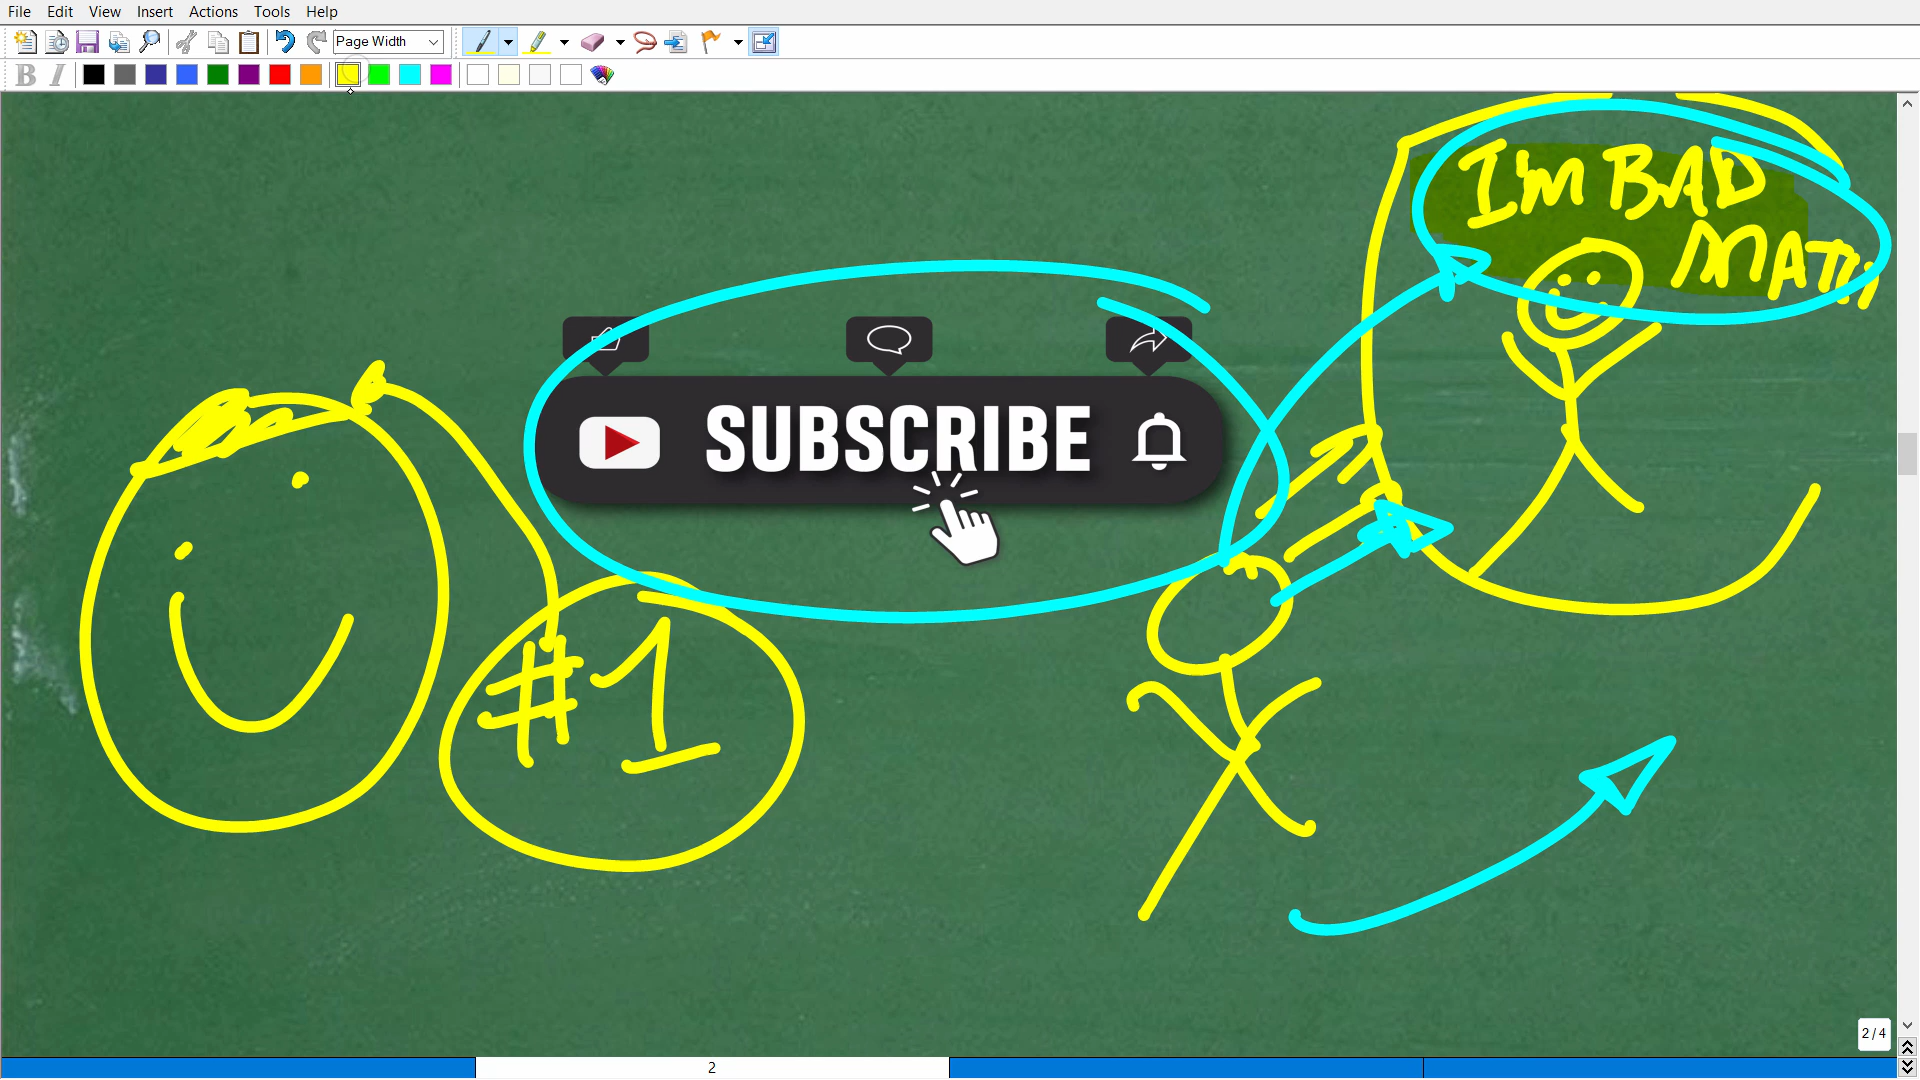 File Edit View Insert Actions Tools Help
Page Width
B I
I'M BAD
MATH
SUBSCRIBE
#1
2 / 4
2